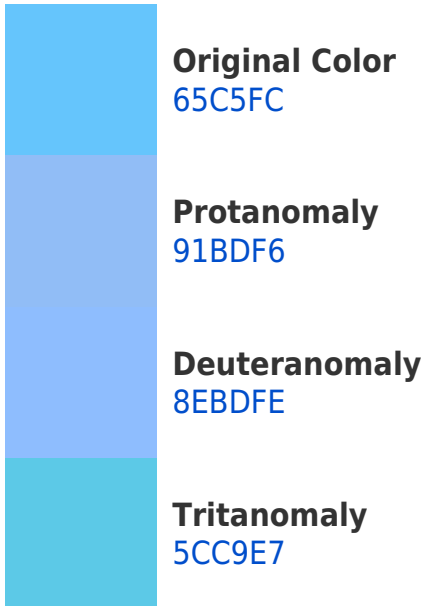 Original Color
65C5FC
Protanomaly
91BDF6
Deuteranomaly
8EBDFE
Tritanomaly
5CC9E7